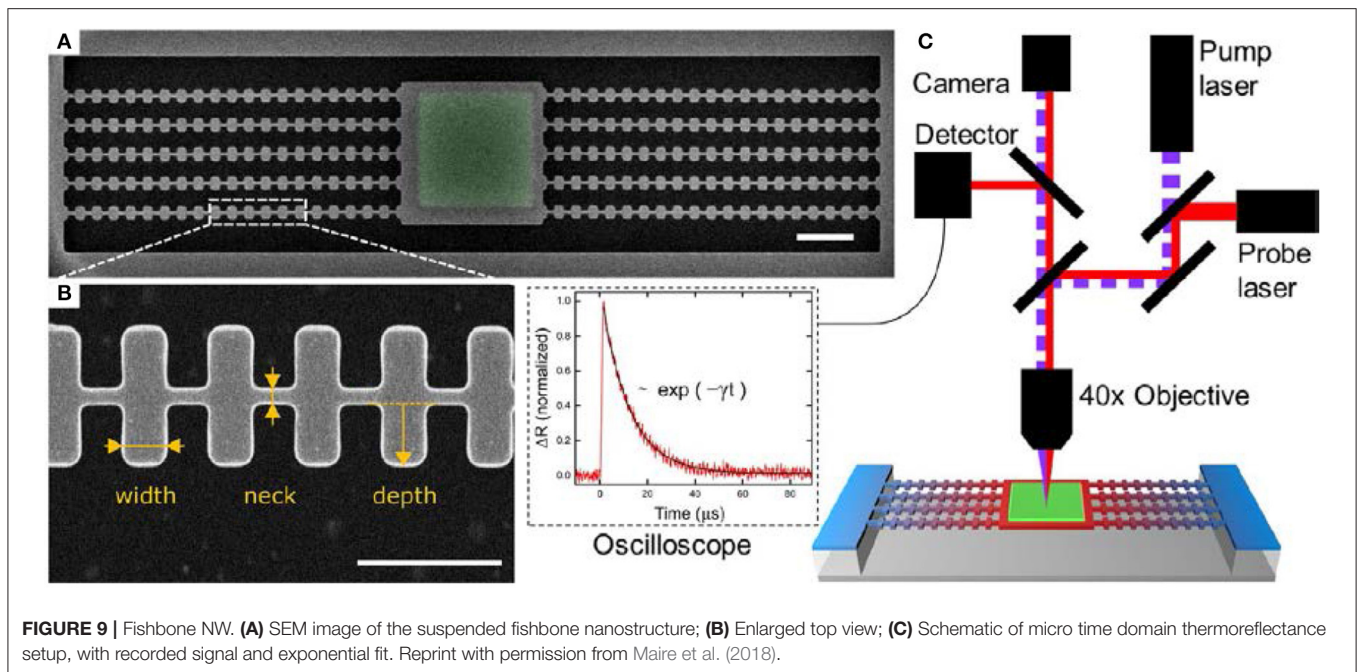 A
B
width
neck
depth
C
Camera
Detector
Pump
laser
Probe
laser
40x Objective
ΔR (normalized)
1.0
0.8
0.6
0.4
0.2
0.0
~ exp (−γt)
0
20
40
60
80
Time (μs)
Oscilloscope
FIGURE 9 | Fishbone NW. (A) SEM image of the suspended fishbone nanostructure; (B) Enlarged top view; (C) Schematic of micro time domain thermoreflectance
setup, with recorded signal and exponential fit. Reprint with permission from Maire et al. (2018).